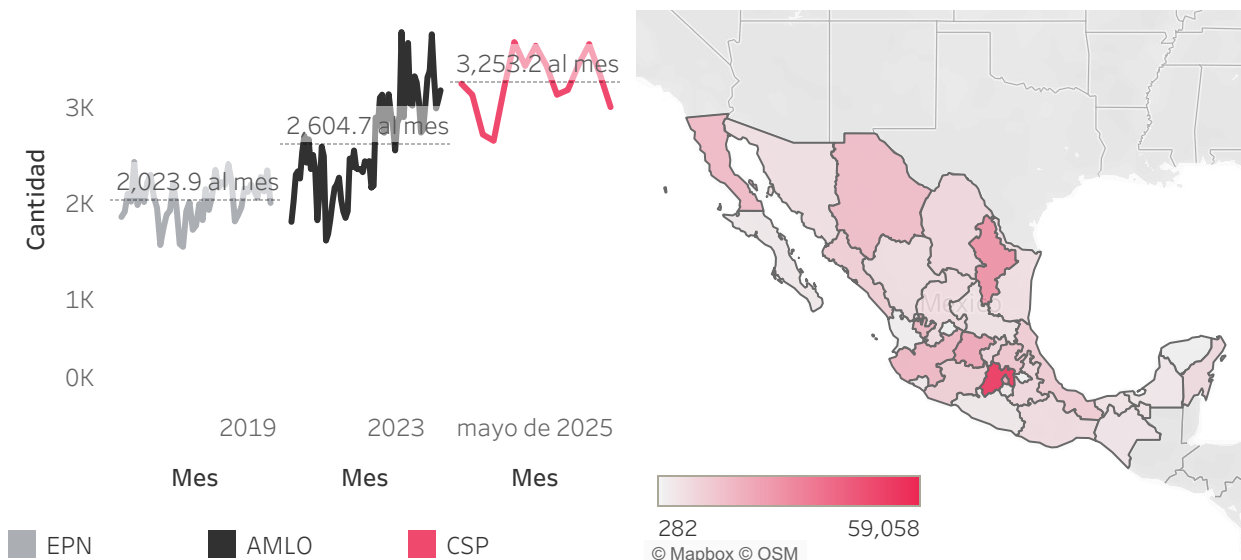 Cantidad
3K
2K
1K
0K
2,023.9 al mes
2,604.7 al mes
3,253.2 al mes
2019
2023
mayo de 2025
Mes
Mes
Mes
EPN
AMLO
CSP
Mexico
282
59,058
© Mapbox © OSM